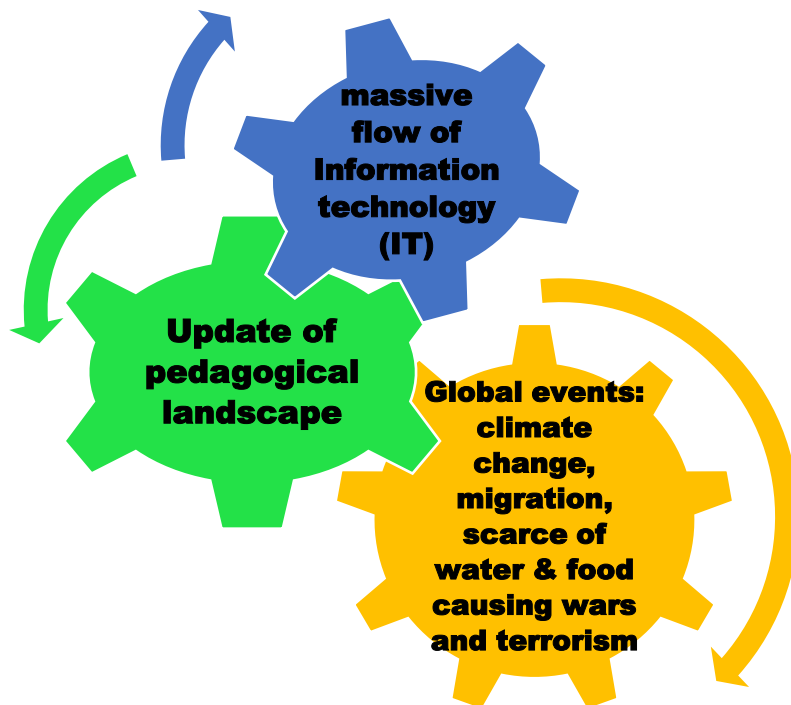 massive
flow of
Information
technology
(IT)
Update of
pedagogical
landscape
Global events:
climate
change,
migration,
scarce of
water & food
causing wars
and terrorism